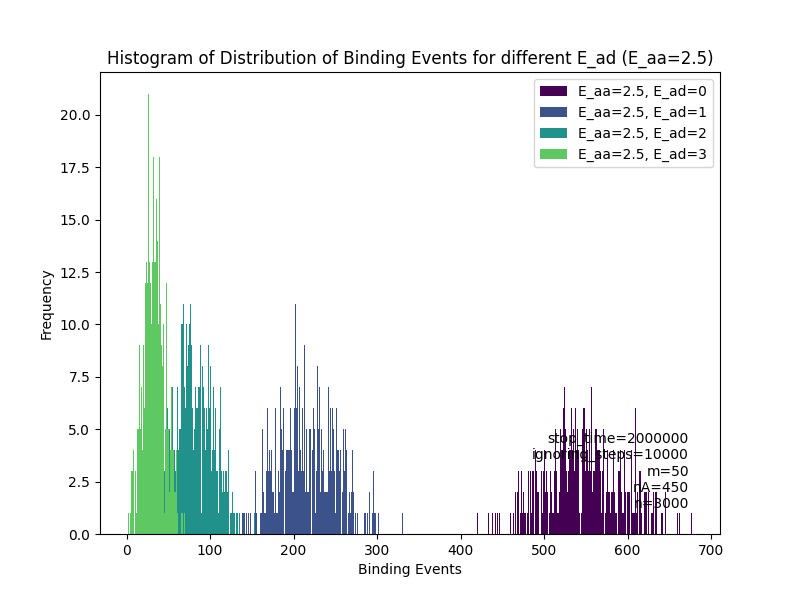 Histogram of Distribution of Binding Events for different E_ad (E_aa=2.5)
E_aa=2.5, E_ad=0
E_aa=2.5, E_ad=1
E_aa=2.5, E_ad=2
E_aa=2.5, E_ad=3
Frequency
20.0
17.5
15.0
12.5
10.0
7.5
5.0
2.5
0.0
stop_time=2000000
ignoring_steps=10000
m=50
nA=450
n=3000
0 100 200 300 400 500 600 700
Binding Events